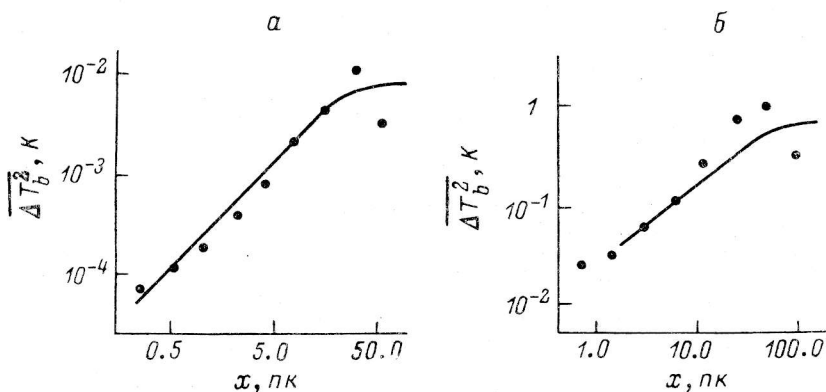 а
10⁻²
10⁻³
10⁻⁴
ΔT_b², К
0.5 5.0 50.0
x, пк
б
1
10⁻¹
10⁻²
ΔT_b², К
1.0 10.0 100.0
x, пк